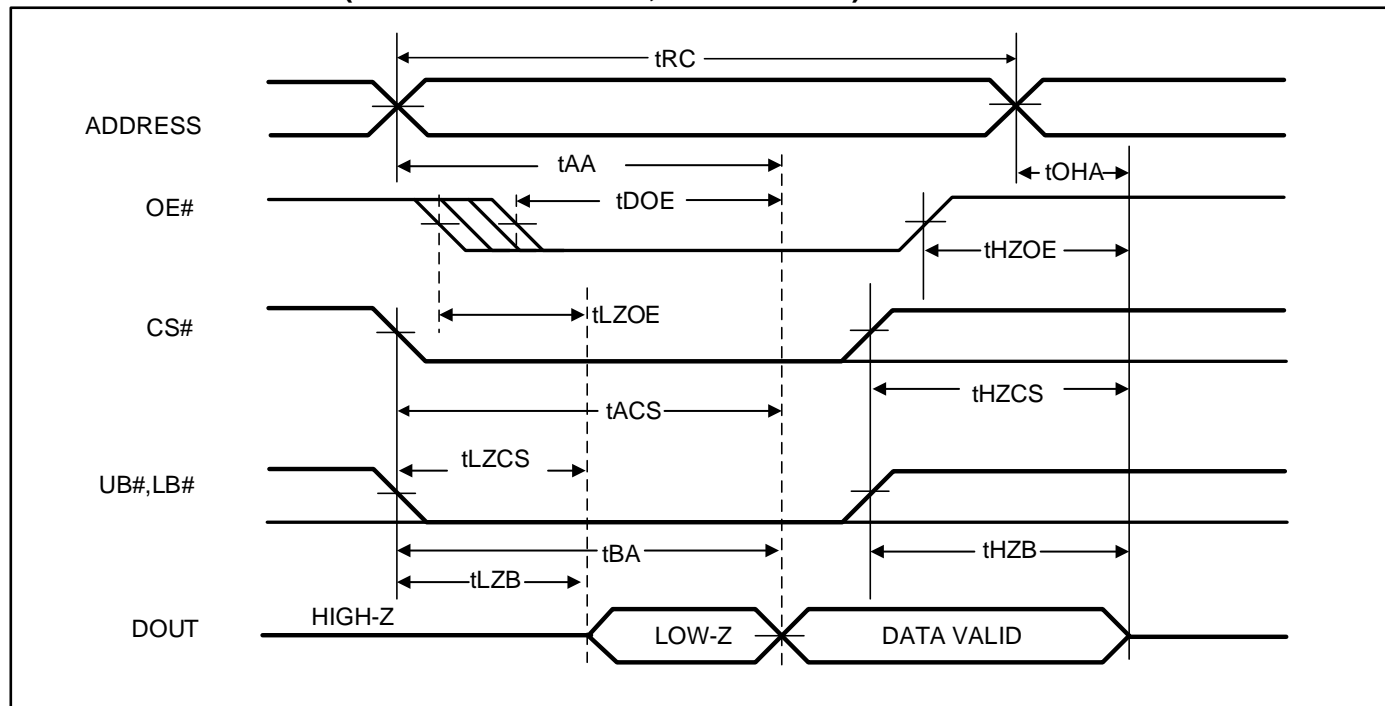 tRC
ADDRESS
tAA
tOHA
OE#
tDOE
tHZOE
tLZOE
CS#
tHZCS
tACS
tLZCS
UB#,LB#
tBA
tHZB
tLZB
HIGH-Z
DOUT
LOW-Z
DATA VALID